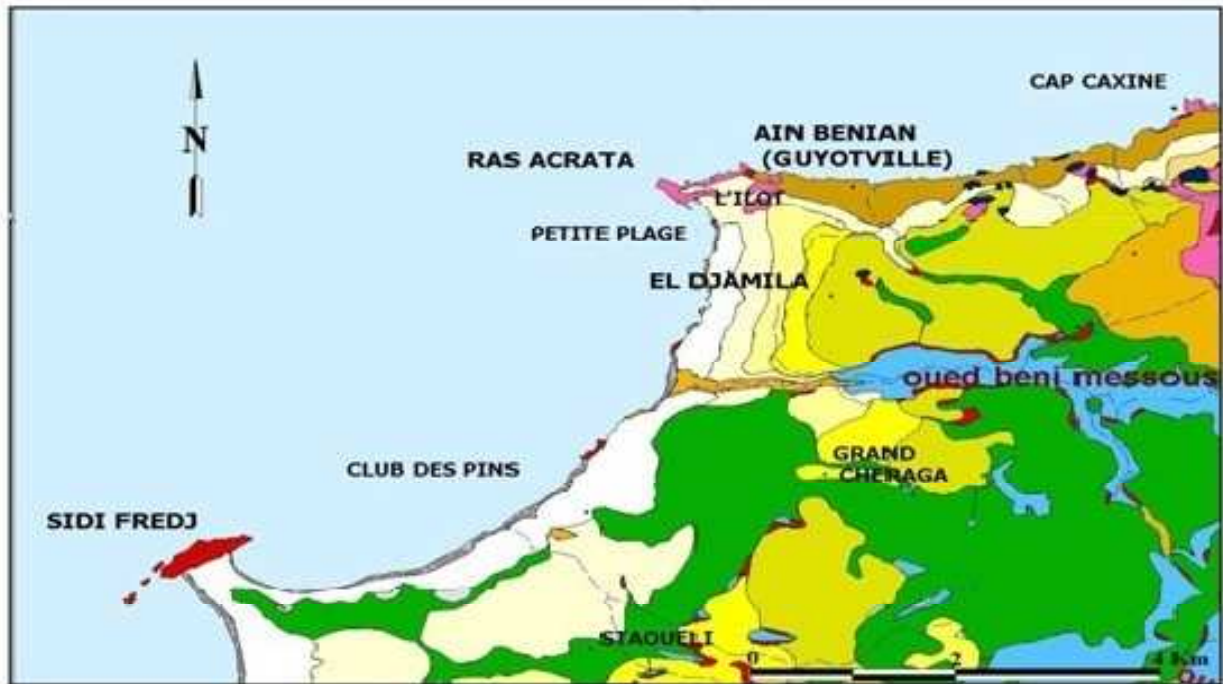 CAP CAXINE
AIN BENIAN
(GUYOTVILLE)
RAS ACRATA
N
L'ILOT
PETITE PLAGE
EL DJAMILA
oued beni messous
GRAND
CHERAGA
CLUB DES PINS
SIDI FREDJ
STAOUELI
0 2 4 Km